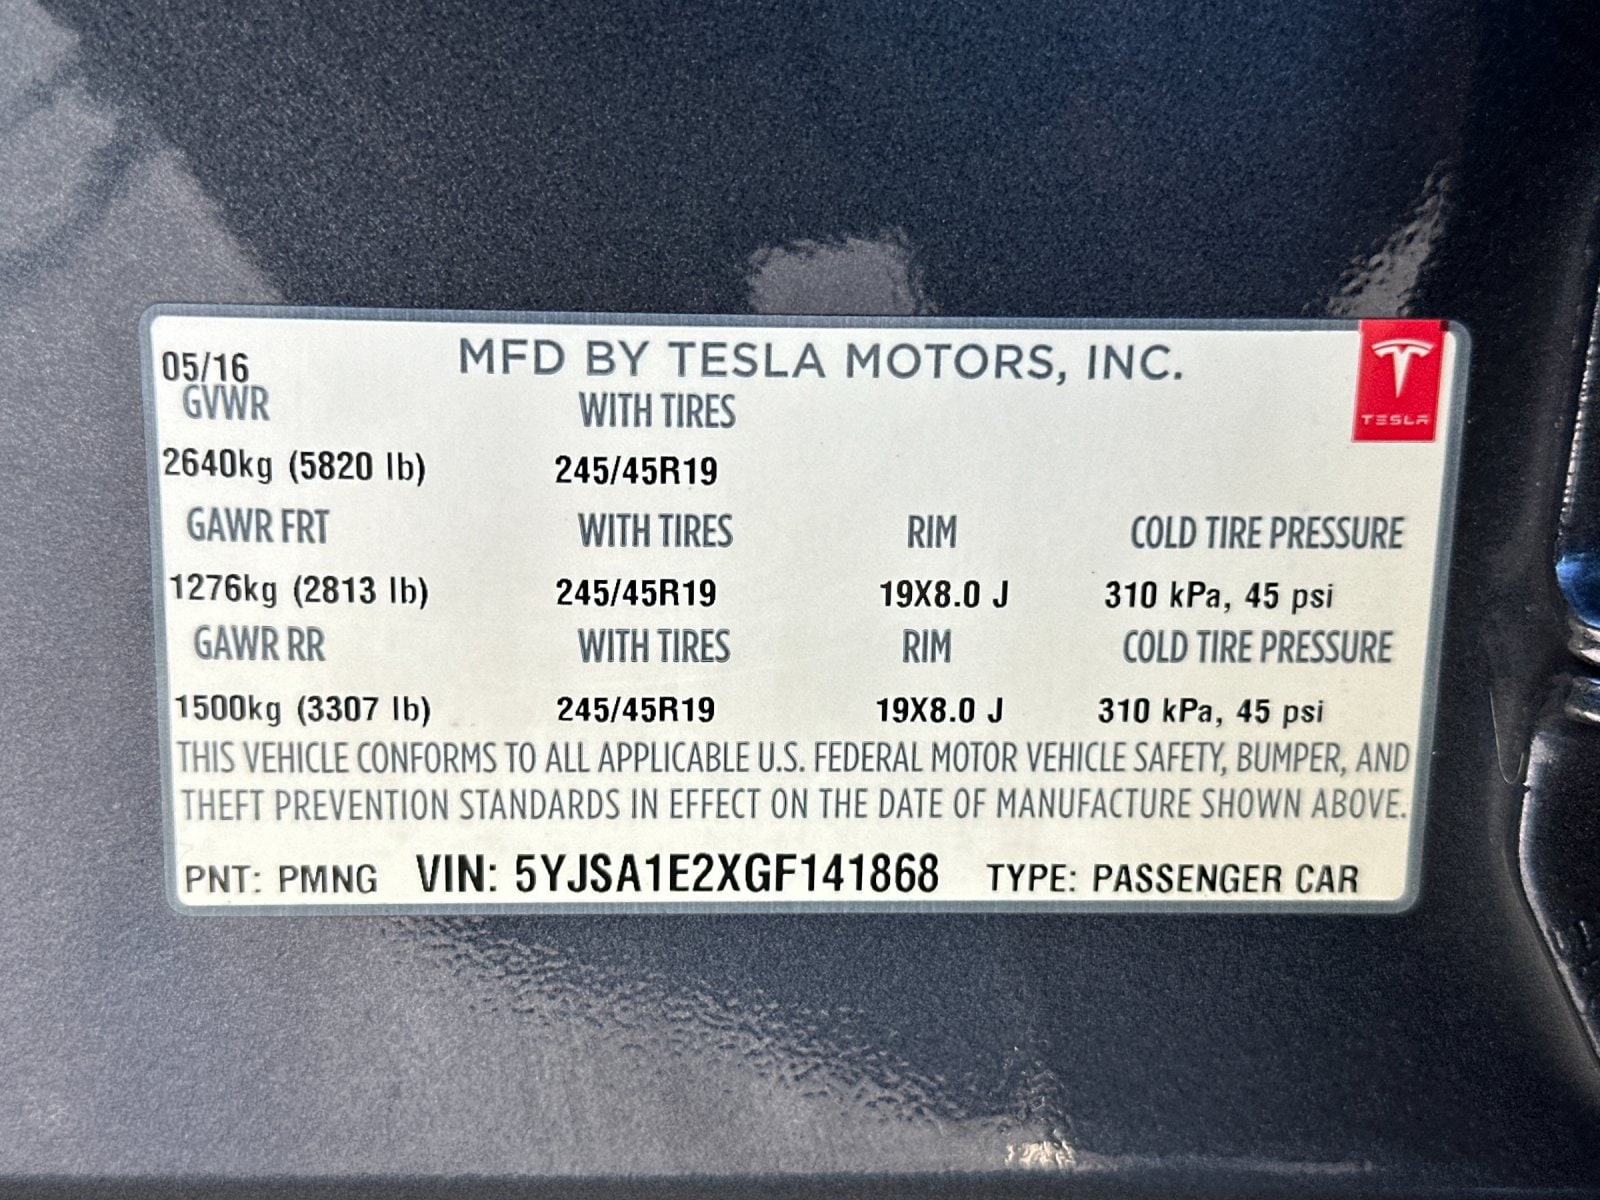 05/16 MFD BY TESLA MOTORS, INC.
TESLA
GVWR WITH TIRES
2640kg (5820 lb) 245/45R19
GAWR FRT WITH TIRES RIM COLD TIRE PRESSURE
1276kg (2813 lb) 245/45R19 19X8.0 J 310 kPa, 45 psi
GAWR RR WITH TIRES RIM COLD TIRE PRESSURE
1500kg (3307 lb) 245/45R19 19X8.0 J 310 kPa, 45 psi
THIS VEHICLE CONFORMS TO ALL APPLICABLE U.S. FEDERAL MOTOR VEHICLE SAFETY, BUMPER, AND
THEFT PREVENTION STANDARDS IN EFFECT ON THE DATE OF MANUFACTURE SHOWN ABOVE.
PNT: PMNG VIN: 5YJSA1E2XGF141868 TYPE: PASSENGER CAR